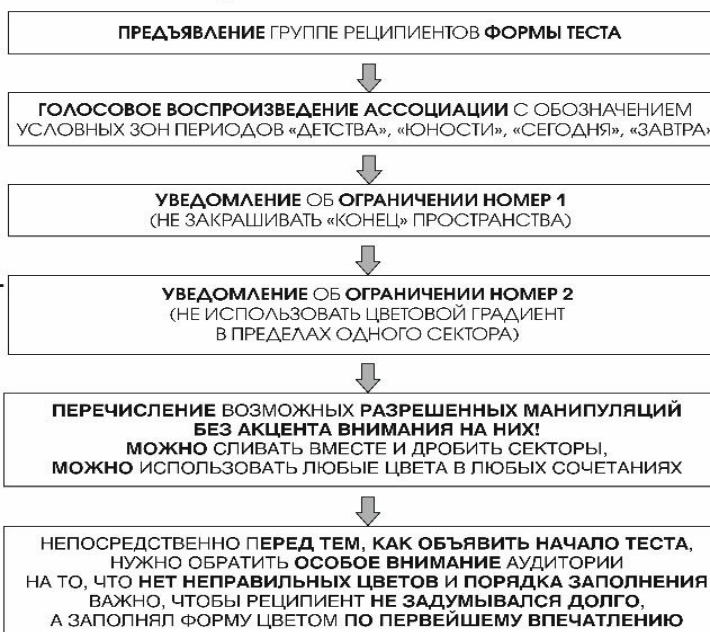 ПРЕДЪЯВЛЕНИЕ ГРУППЕ РЕЦИПИЕНТОВ ФОРМЫ ТЕСТА
ГОЛОСОВОЕ ВОСПРОИЗВЕДЕНИЕ АССОЦИАЦИИ С ОБОЗНАЧЕНИЕМ
УСЛОВНЫХ ЗОН ПЕРИОДОВ «ДЕТСТВА», «ЮНОСТИ», «СЕГОДНЯ», «ЗАВТРА»
УВЕДОМЛЕНИЕ ОБ ОГРАНИЧЕНИИ НОМЕР 1
(НЕ ЗАКРАШИВАТЬ «КОНЕЦ» ПРОСТРАНСТВА)
УВЕДОМЛЕНИЕ ОБ ОГРАНИЧЕНИИ НОМЕР 2
(НЕ ИСПОЛЬЗОВАТЬ ЦВЕТОВОЙ ГРАДИЕНТ
В ПРЕДЕЛАХ ОДНОГО СЕКТОРА)
ПЕРЕЧИСЛЕНИЕ ВОЗМОЖНЫХ РАЗРЕШЕННЫХ МАНИПУЛЯЦИЙ
БЕЗ АКЦЕНТА ВНИМАНИЯ НА НИХ!
МОЖНО СЛИВАТЬ ВМЕСТЕ И ДРОБИТЬ СЕКТОРЫ,
МОЖНО ИСПОЛЬЗОВАТЬ ЛЮБЫЕ ЦВЕТА В ЛЮБЫХ СОЧЕТАНИЯХ
НЕПОСРЕДСТВЕННО ПЕРЕД ТЕМ, КАК ОБЪЯВИТЬ НАЧАЛО ТЕСТА,
НУЖНО ОБРАТИТЬ ОСОБОЕ ВНИМАНИЕ АУДИТОРИИ
НА ТО, ЧТО НЕТ НЕПРАВИЛЬНЫХ ЦВЕТОВ И ПОРЯДКА ЗАПОЛНЕНИЯ
ВАЖНО, ЧТОБЫ РЕЦИПИЕНТ НЕ ЗАДУМЫВАЛСЯ ДОЛГО,
А ЗАПОЛНЯЛ ФОРМУ ЦВЕТОМ ПО ПЕРВЕЙШЕМУ ВПЕЧАТЛЕНИЮ